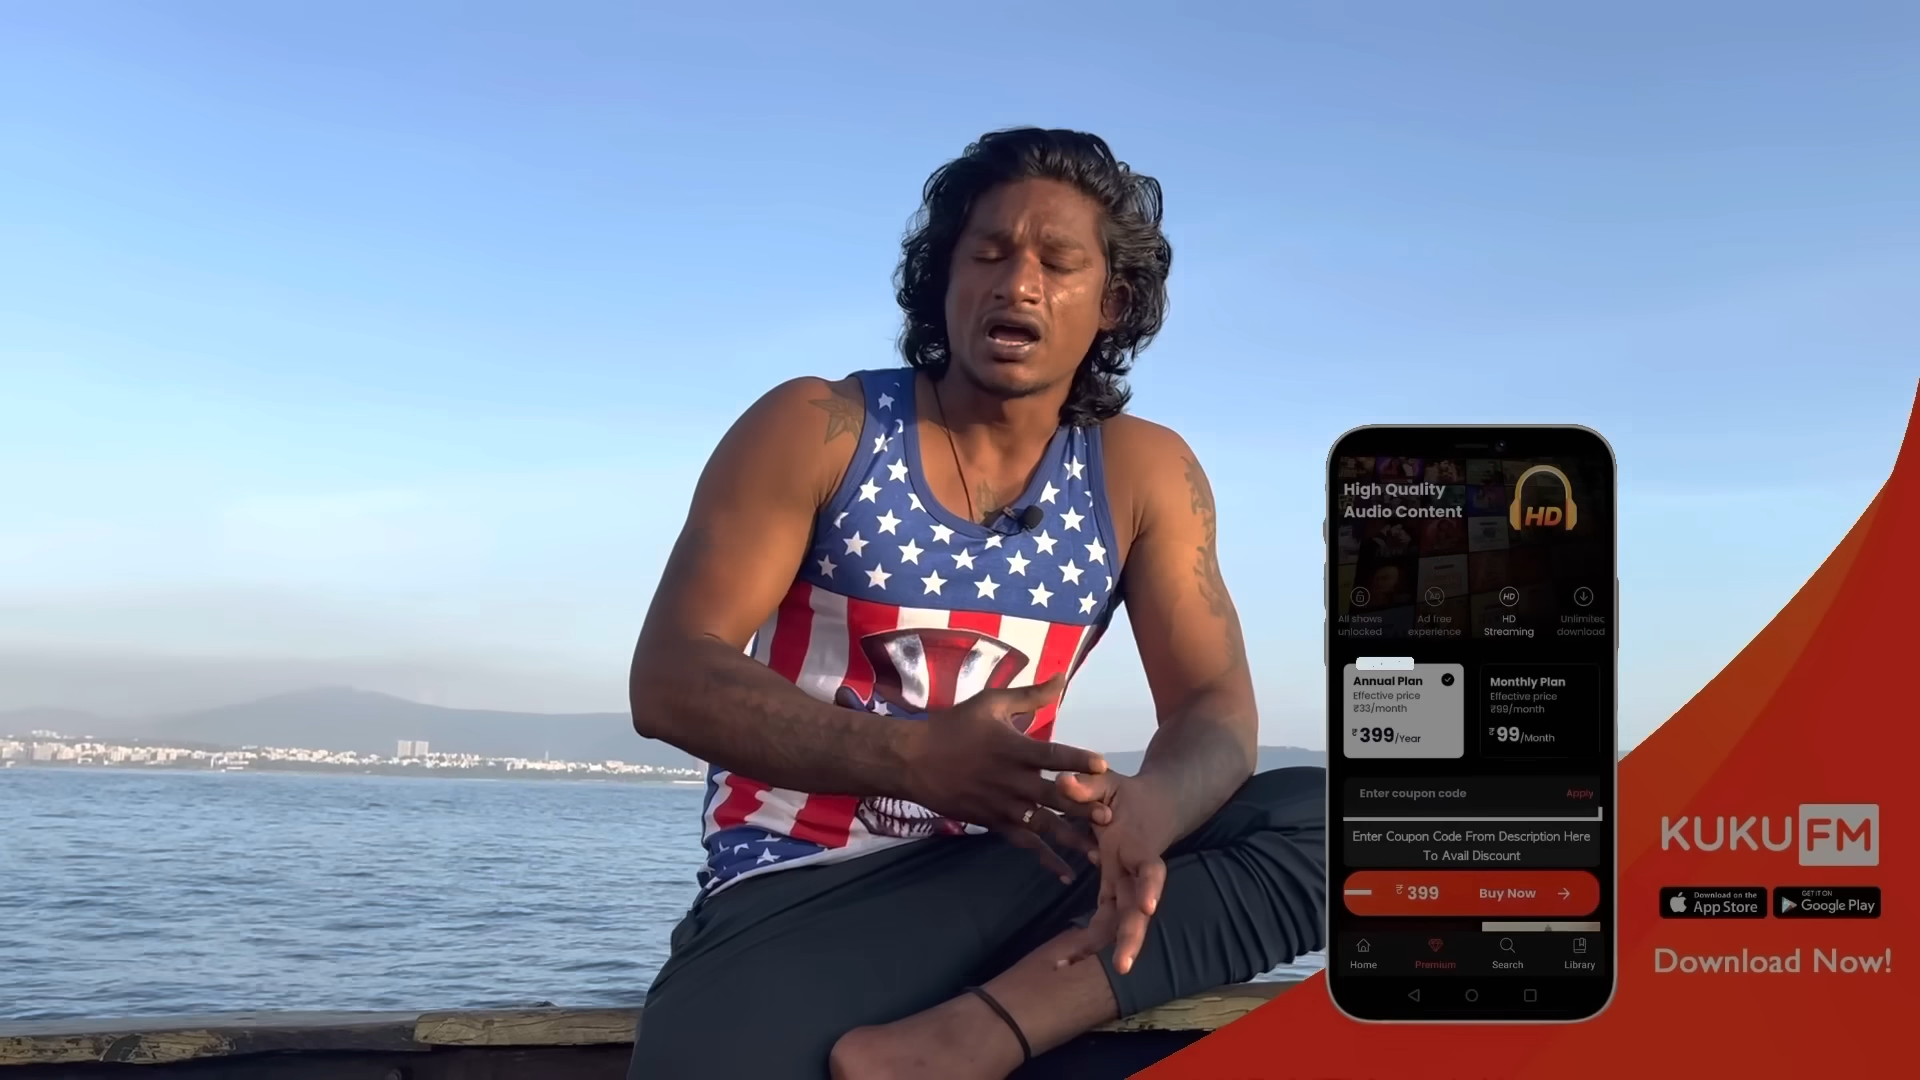 High Quality
Audio Content
HD
All shows
unlocked
AD
Ad free
experience
HD
HD
Streaming
Unlimited
download
Annual Plan
Effective price
₹33/month
₹399/Year
Monthly Plan
Effective price
₹99/month
₹99/Month
Enter coupon code
Apply
Enter Coupon Code From Description Here
To Avail Discount
₹ 399
Buy Now
Home
Premium
Search
Library
KUKU FM
Download on the
App Store
GET IT ON
Google Play
Download Now!